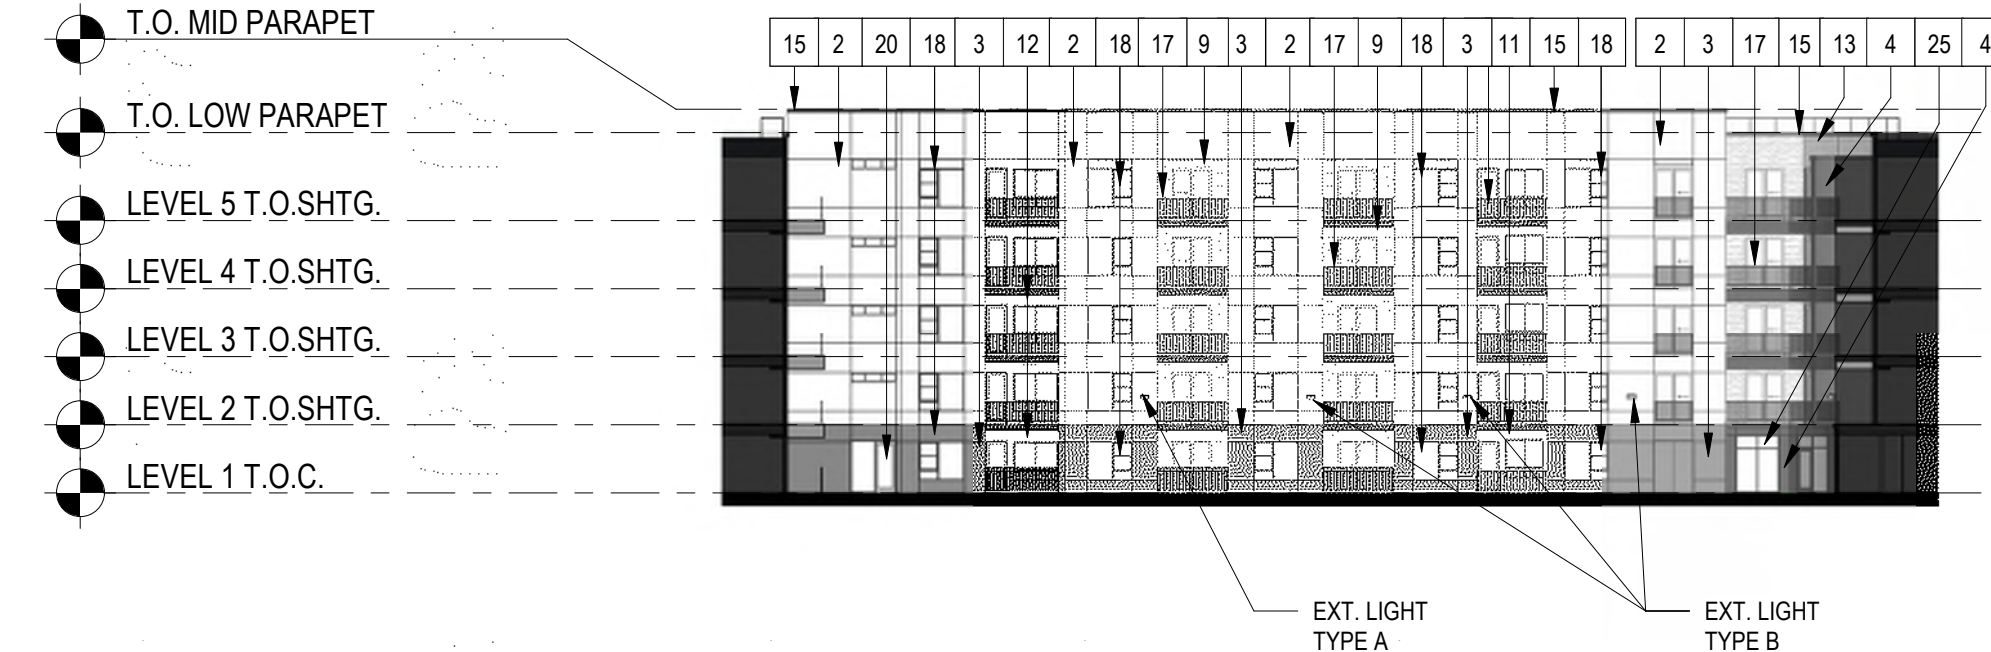 T.O. MID PARAPET
15 2 20 18 3 12 2 18 17 9 3 2 17 9 18 3 11 15 18 2 3 17 15 13 4 25 4
T.O. LOW PARAPET
LEVEL 5 T.O.SHTG.
LEVEL 4 T.O.SHTG.
LEVEL 3 T.O.SHTG.
LEVEL 2 T.O.SHTG.
LEVEL 1 T.O.C.
EXT. LIGHT
TYPE A
EXT. LIGHT
TYPE B